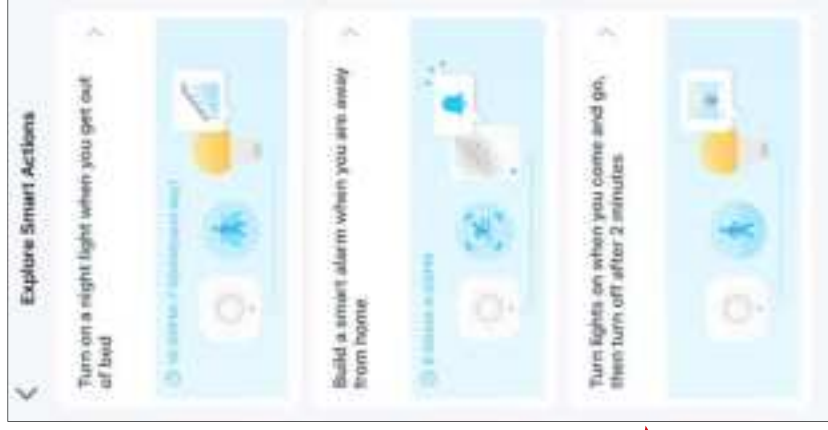 Explore Smart Actions
Turn on a night light when you get out
of bed
Build a smart alarm when you are away
from home.
Turn lights on when you come and go,
then turn off after 2 minutes